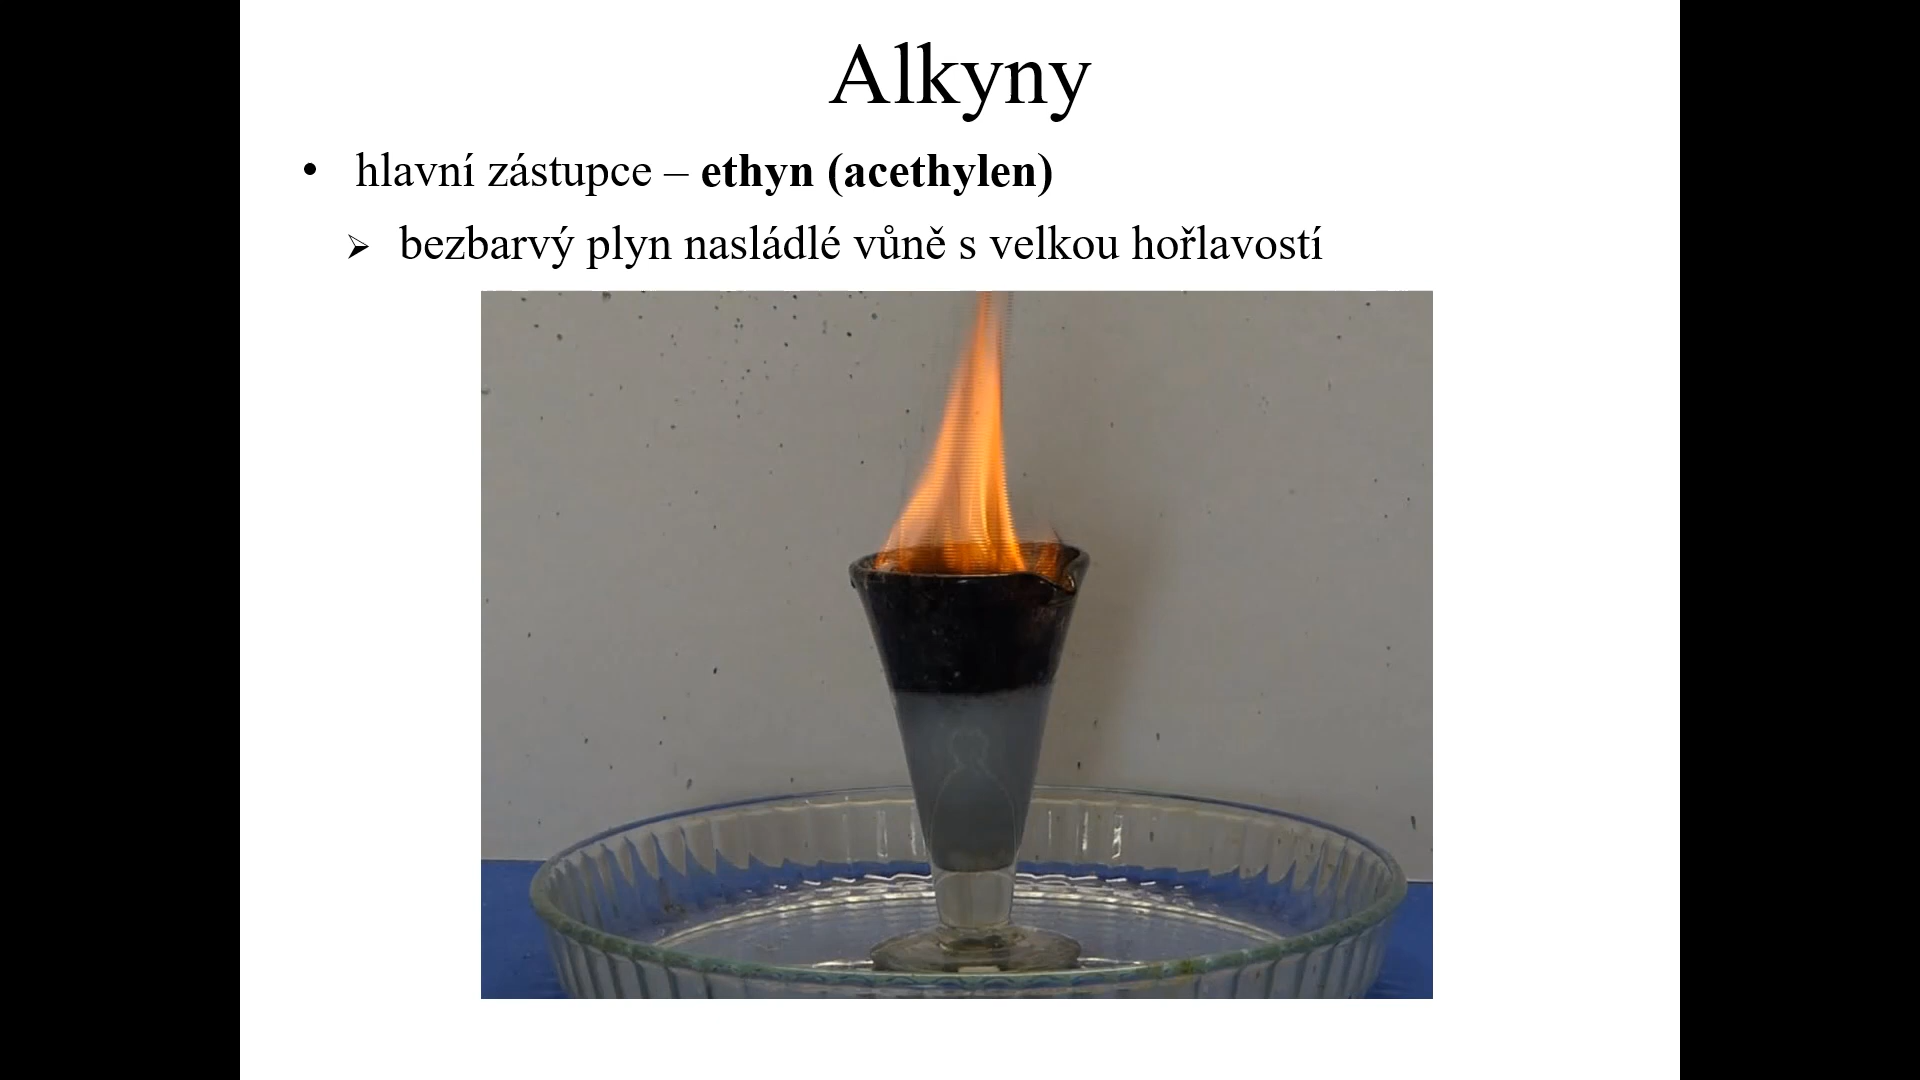 Alkyny
• hlavní zástupce – ethyn (acethylen)
➢ bezbarvý plyn nasládlé vůně s velkou hořlavostí